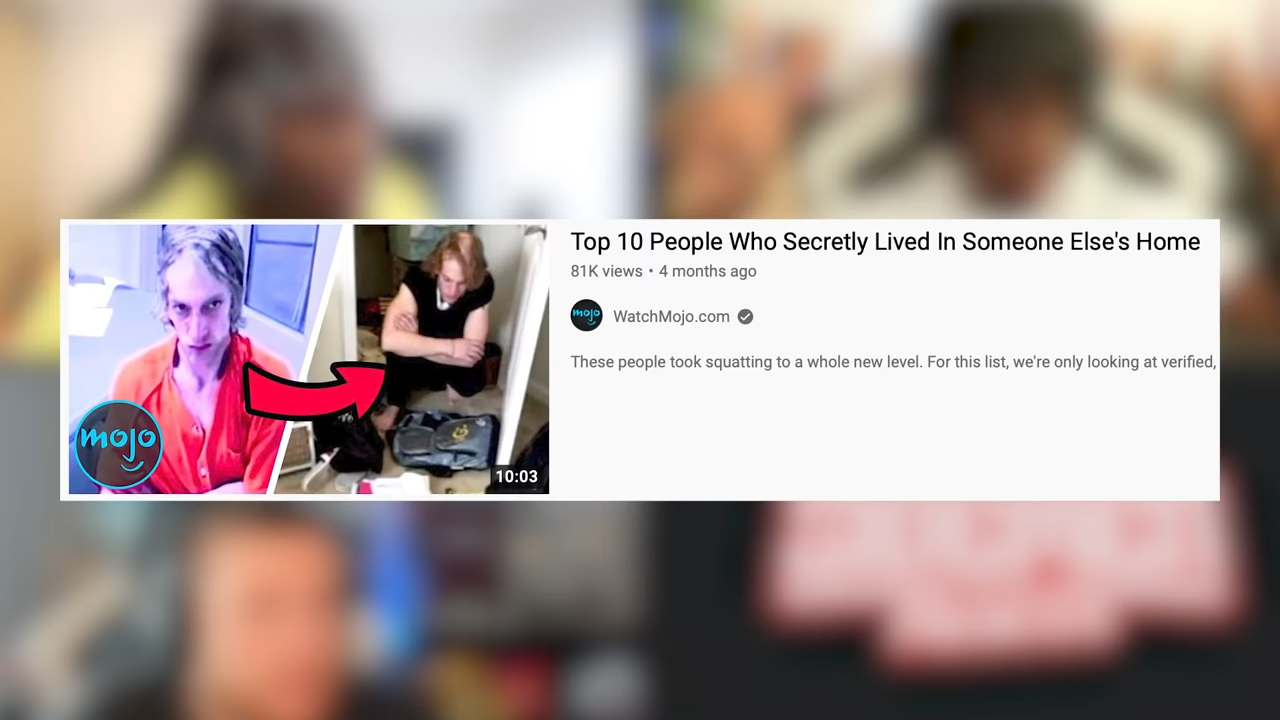 Top 10 People Who Secretly Lived In Someone Else's Home
81K views • 4 months ago
mojo WatchMojo.com
These people took squatting to a whole new level. For this list, we're only looking at verified,
mojo
10:03